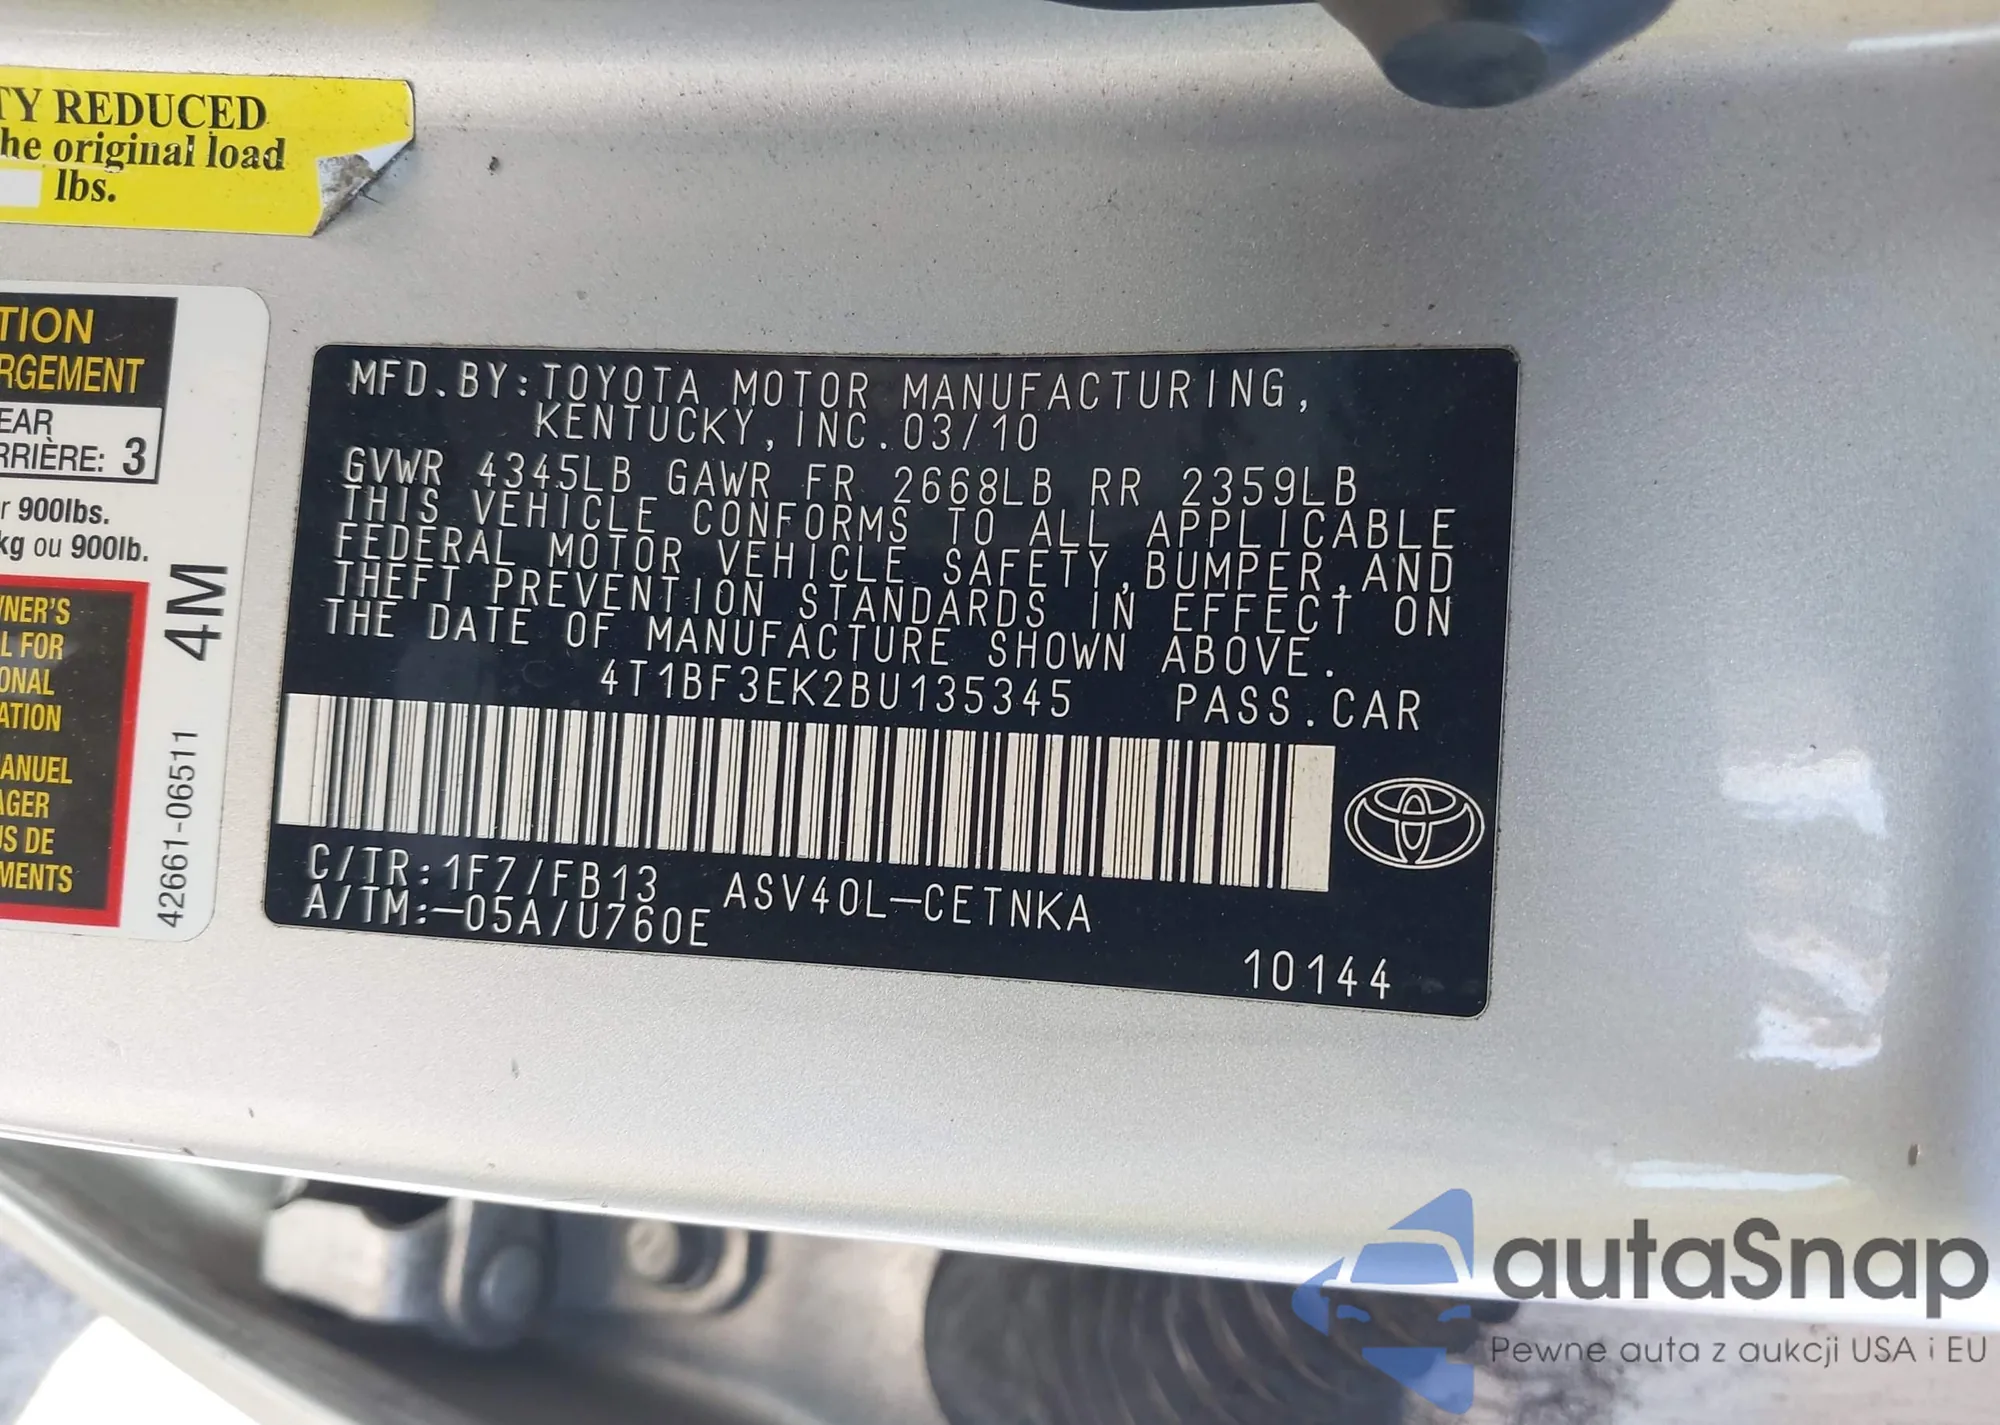 TY REDUCED
he original load
lbs.
TION
RGEMENT
EAR
RRIÈRE: 3
r 900lbs.
kg ou 900lb.
WNER'S
L FOR
ONAL
ATION
ANUEL
AGER
US DE
MENTS
4M
42661-06511
MFD.BY:TOYOTA MOTOR MANUFACTURING,
KENTUCKY,INC.03/10
GVWR 4345LB GAWR FR 2668LB RR 2359LB
THIS VEHICLE CONFORMS TO ALL APPLICABLE
FEDERAL MOTOR VEHICLE SAFETY,BUMPER,AND
THEFT PREVENTION STANDARDS IN EFFECT ON
THE DATE OF MANUFACTURE SHOWN ABOVE.
4T1BF3EK2BU135345 PASS.CAR
C/TR:1F7/FB13 ASV40L-CETNKA
A/TM:-05A/U760E
10144
autaSnap
Pewne auta z aukcji USA i EU